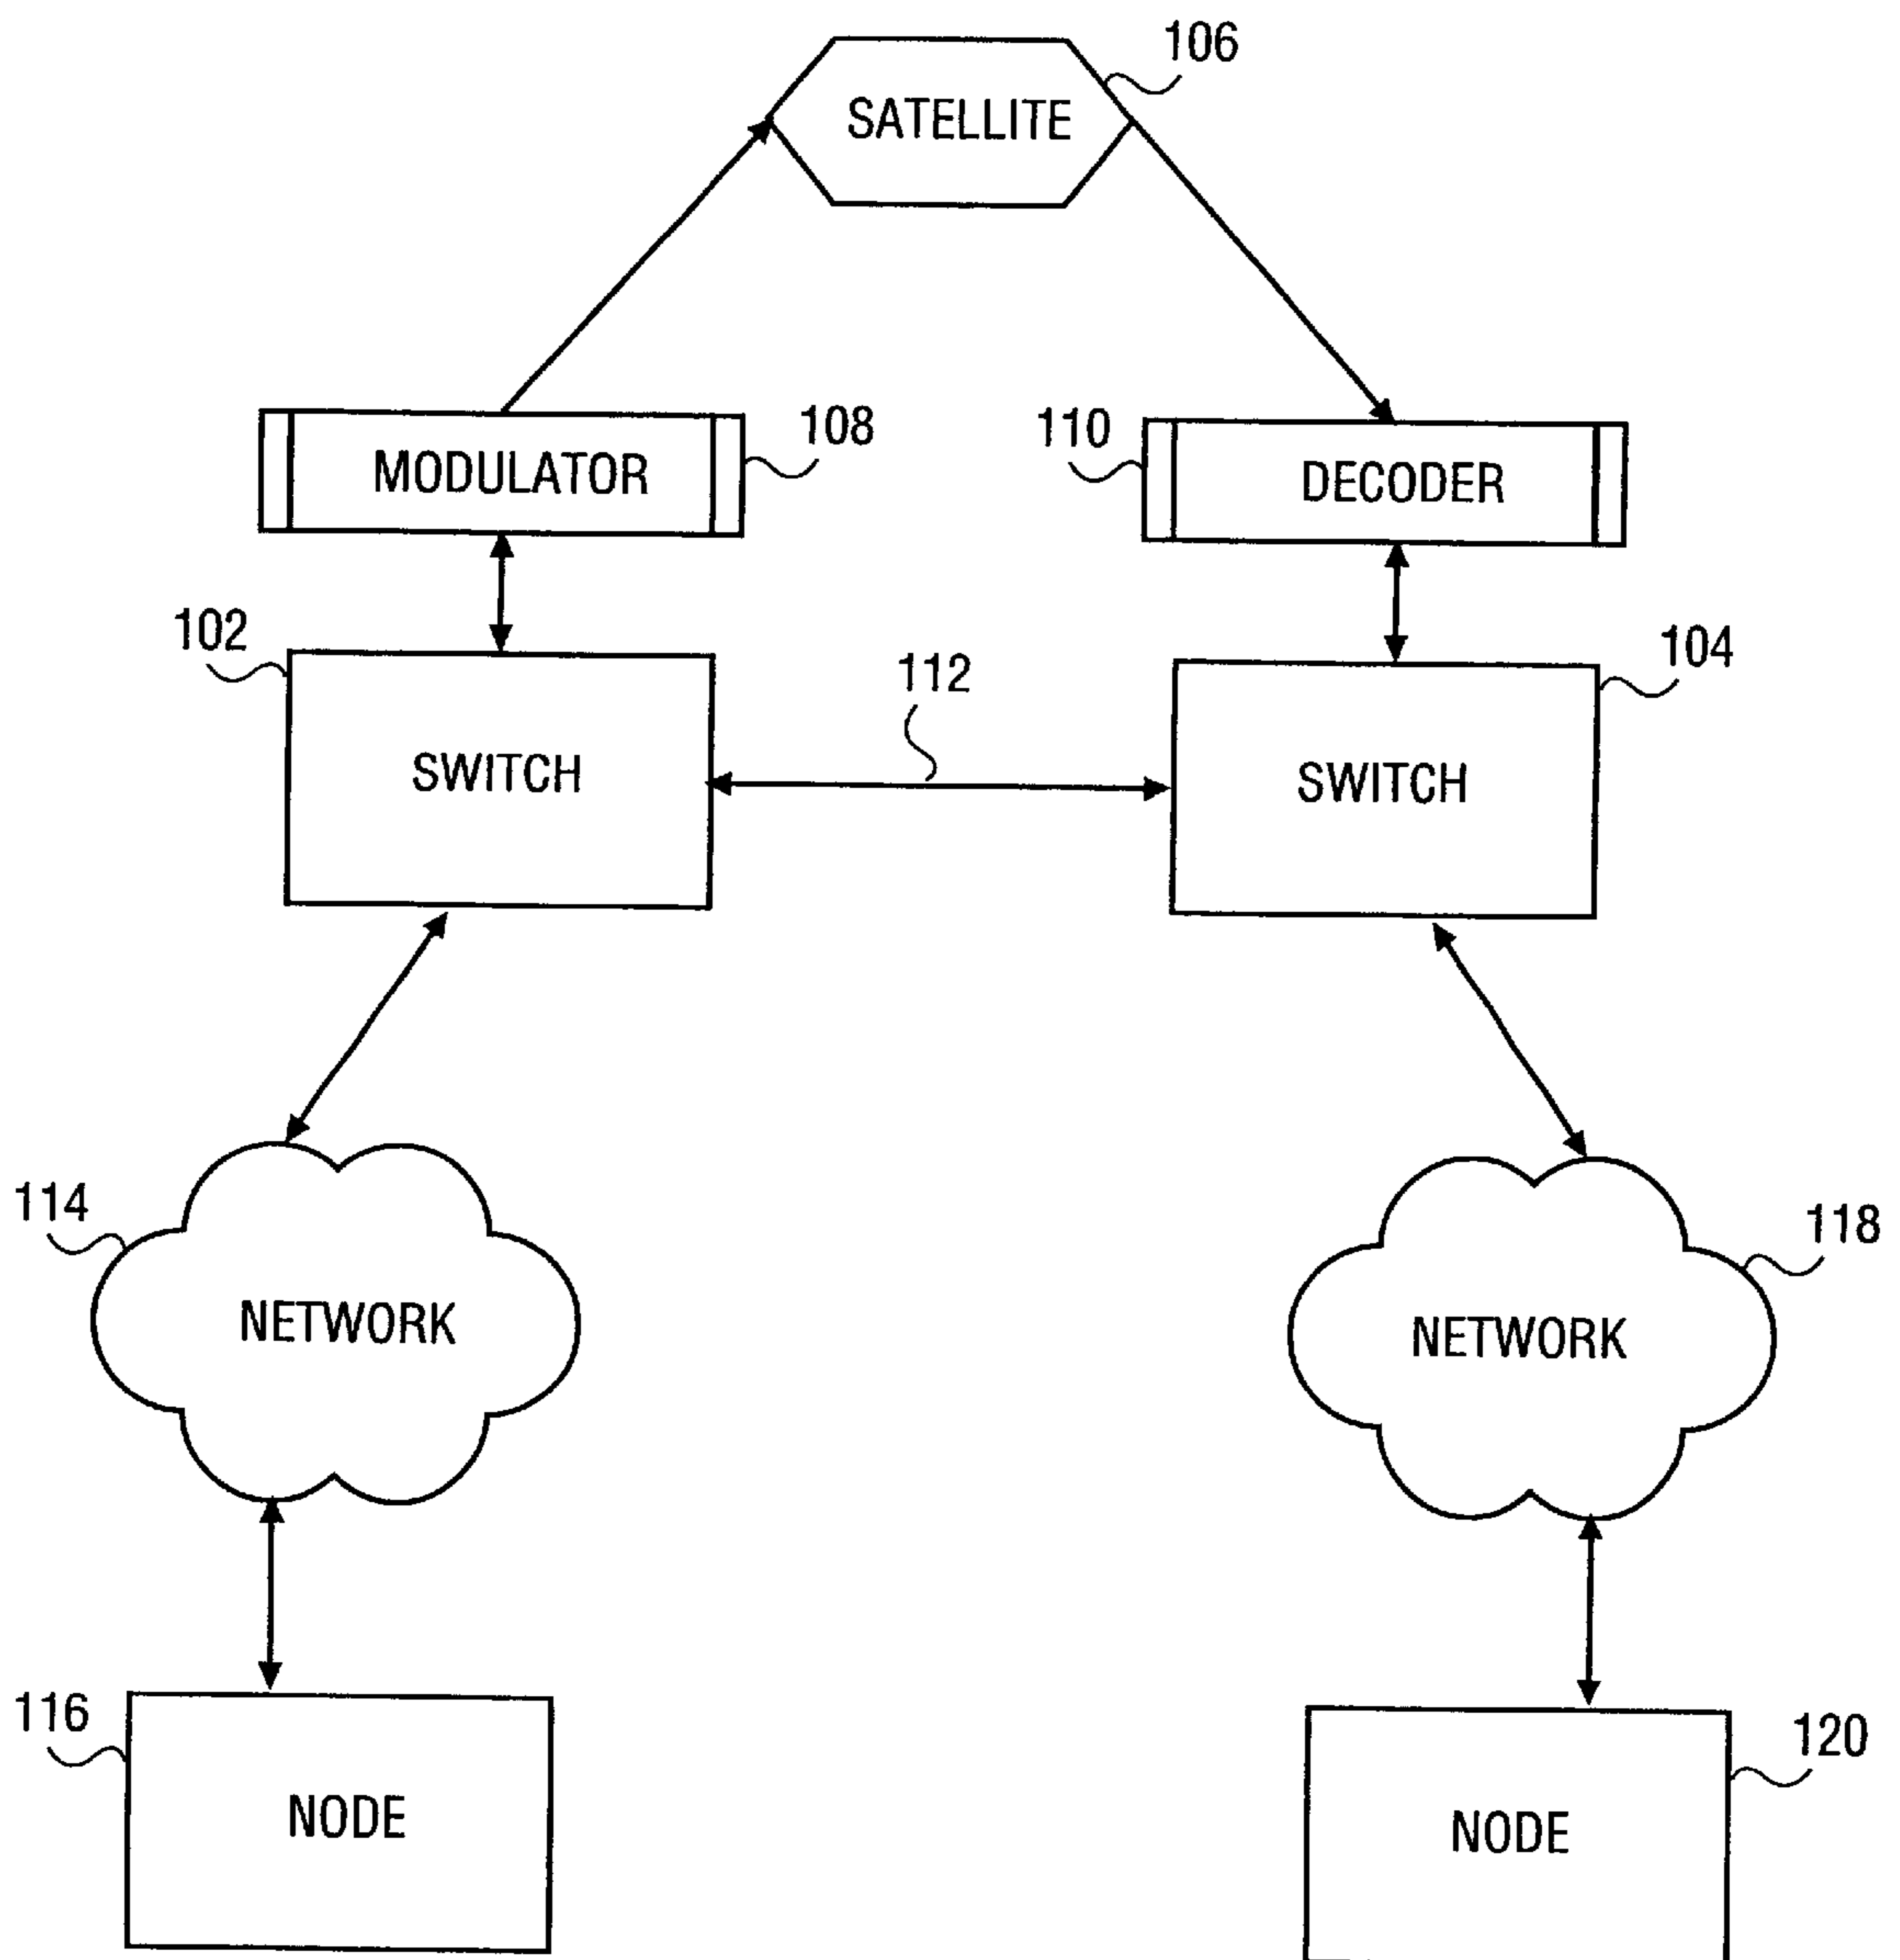 106
SATELLITE
108
110
MODULATOR
DECODER
102
104
112
SWITCH
SWITCH
114
118
NETWORK
NETWORK
116
120
NODE
NODE